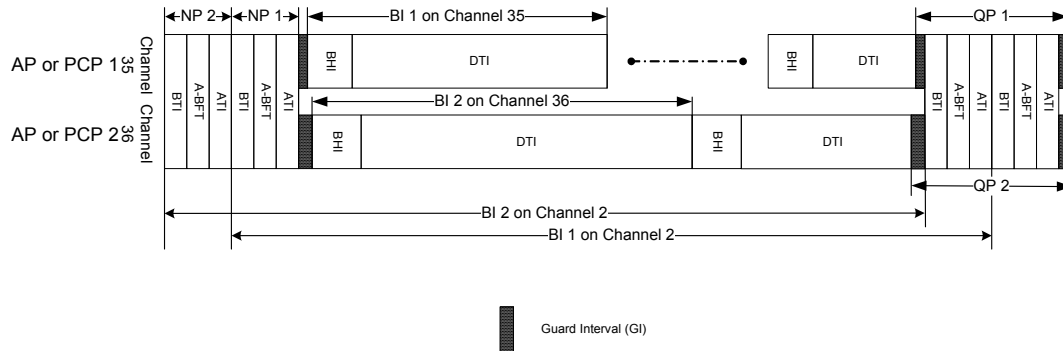 NP 2
NP 1
BI 1 on Channel 35
QP 1
AP or PCP 1
Channel 35
BTI
A-BFT
ATI
BTI
A-BFT
ATI
BHI
DTI
BHI
DTI
BTI
A-BFT
ATI
BTI
A-BFT
ATI
BI 2 on Channel 36
AP or PCP 2
Channel 36
BHI
DTI
BHI
DTI
QP 2
BI 2 on Channel 2
BI 1 on Channel 2
Guard Interval (GI)